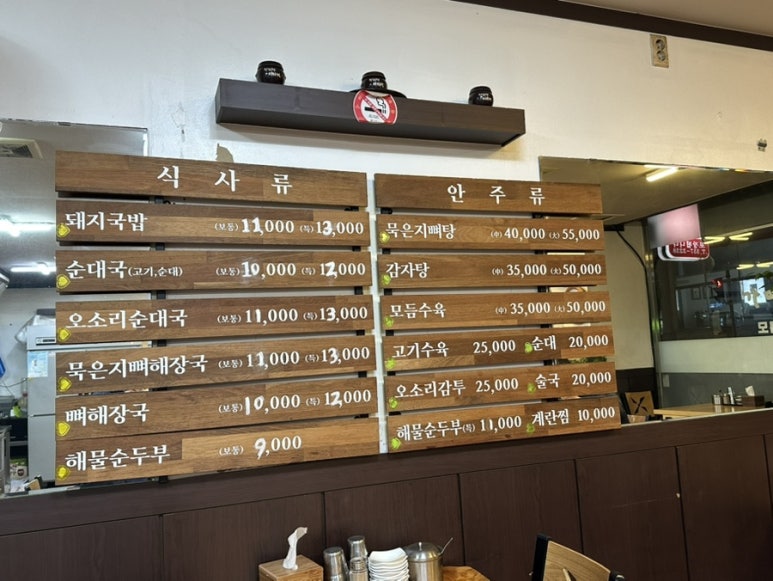 식사류
돼지국밥 (보통) 11,000 (특) 13,000
순대국(고기,순대) (보통) 10,000 (특) 12,000
오소리순대국 (보통) 11,000 (특) 13,000
묵은지뼈해장국 (보통) 11,000 (특) 13,000
뼈해장국 (보통) 10,000 (특) 12,000
해물순두부 (보통) 9,000
안주류
묵은지뼈탕 (中) 40,000 (大) 55,000
감자탕 (中) 35,000 (大) 50,000
모듬수육 (中) 35,000 (大) 50,000
고기수육 25,000 순대 20,000
오소리감투 25,000 술국 20,000
해물순두부(특) 11,000 계란찜 10,000